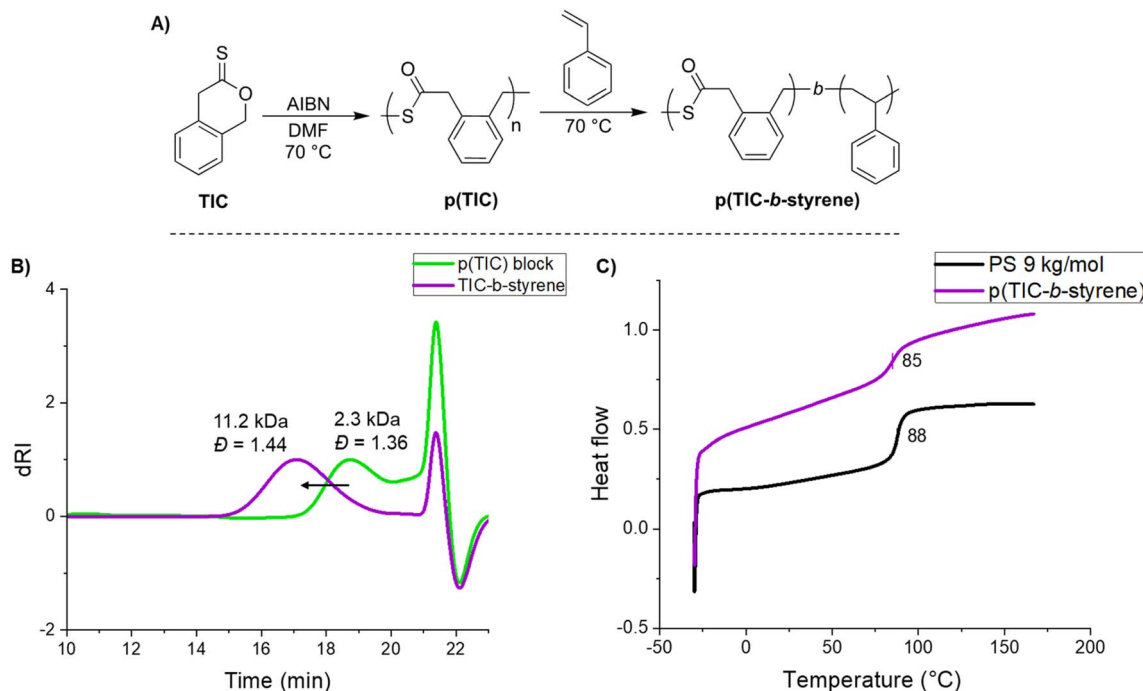 A)
S
O
TIC
AIBN
DMF
70 °C
O
S
n
p(TIC)
70 °C
O
S
b
p(TIC-b-styrene)
B)
p(TIC) block
TIC-b-styrene
4
2
0
-2
dRI
11.2 kDa
Đ = 1.44
2.3 kDa
Đ = 1.36
10 12 14 16 18 20 22
Time (min)
C)
PS 9 kg/mol
p(TIC-b-styrene)
1.0
0.5
0.0
-0.5
Heat flow
85
88
-50 0 50 100 150 200
Temperature (°C)